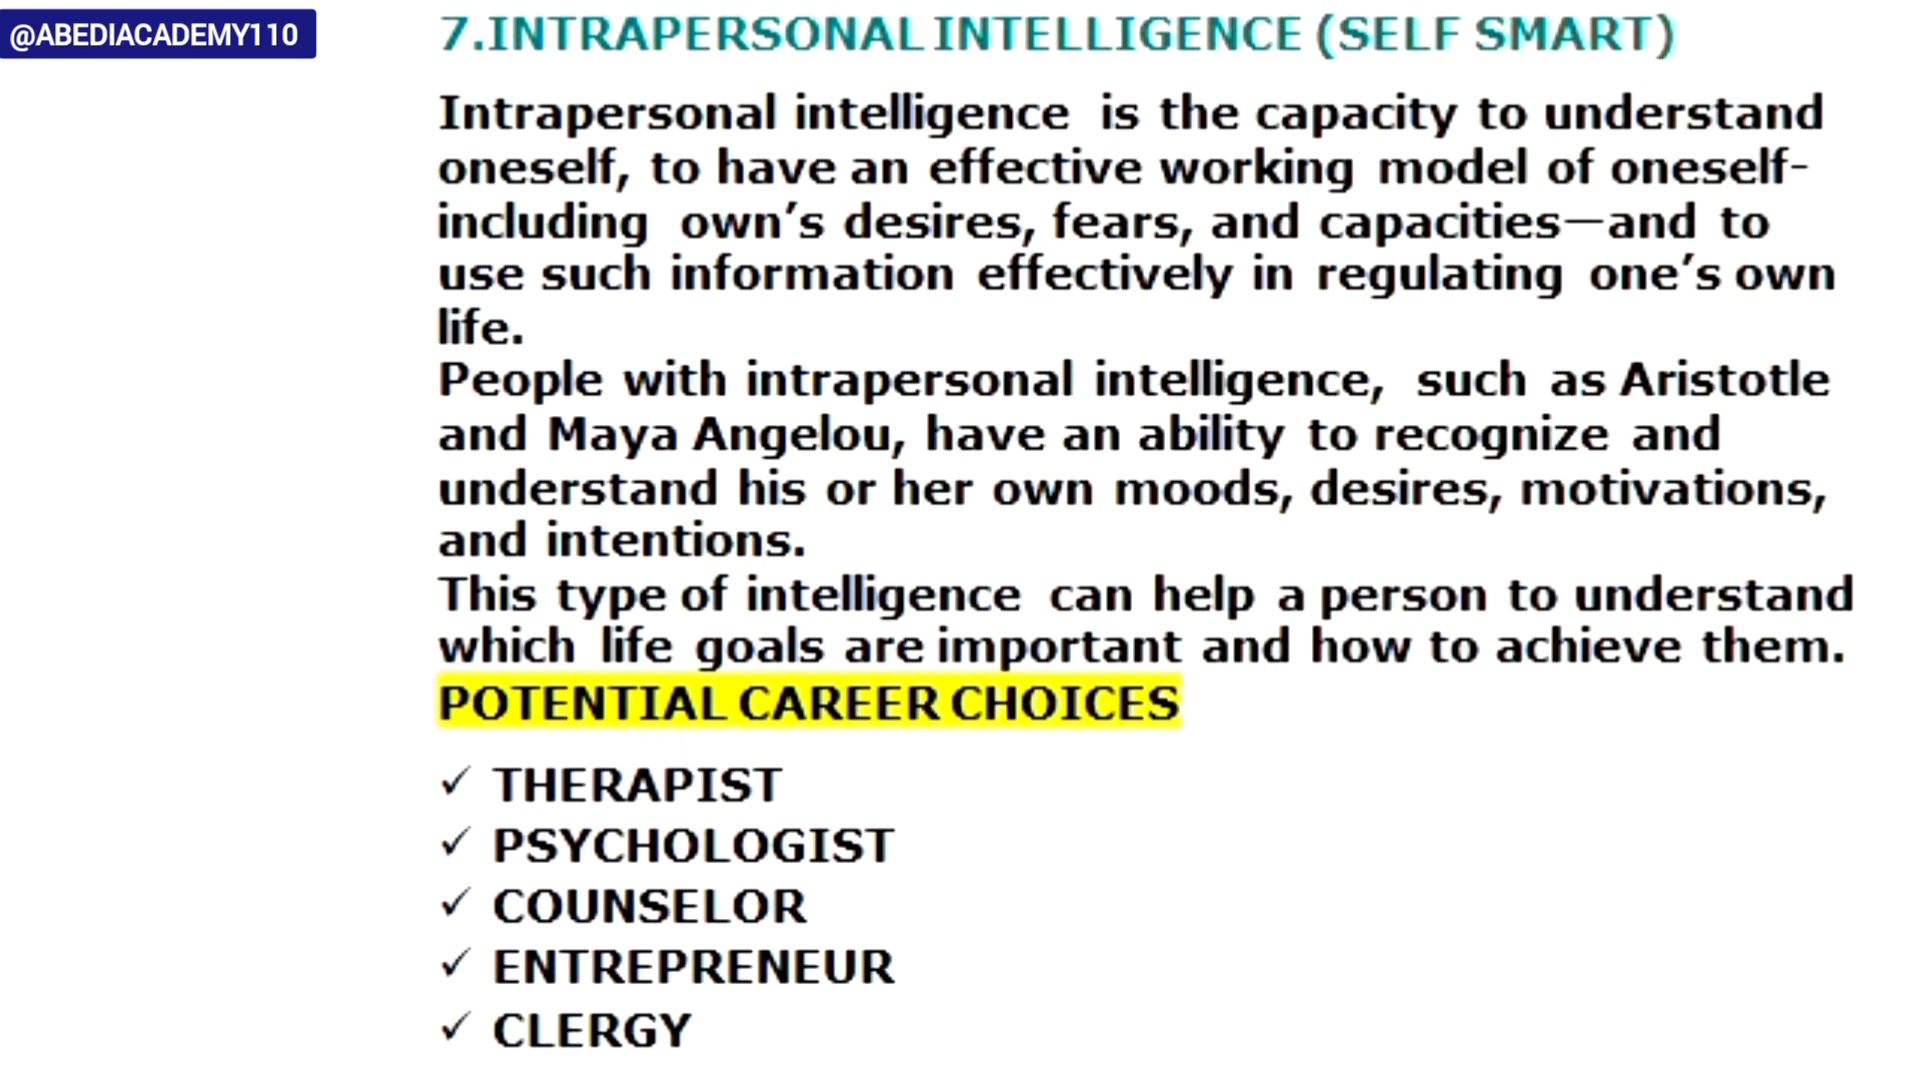 @ABEDIACADEMY110
7.INTRAPERSONAL INTELLIGENCE (SELF SMART)
Intrapersonal intelligence is the capacity to understand
oneself, to have an effective working model of oneself-
including own’s desires, fears, and capacities—and to
use such information effectively in regulating one’s own
life.
People with intrapersonal intelligence, such as Aristotle
and Maya Angelou, have an ability to recognize and
understand his or her own moods, desires, motivations,
and intentions.
This type of intelligence can help a person to understand
which life goals are important and how to achieve them.
POTENTIAL CAREER CHOICES
✓ THERAPIST
✓ PSYCHOLOGIST
✓ COUNSELOR
✓ ENTREPRENEUR
✓ CLERGY